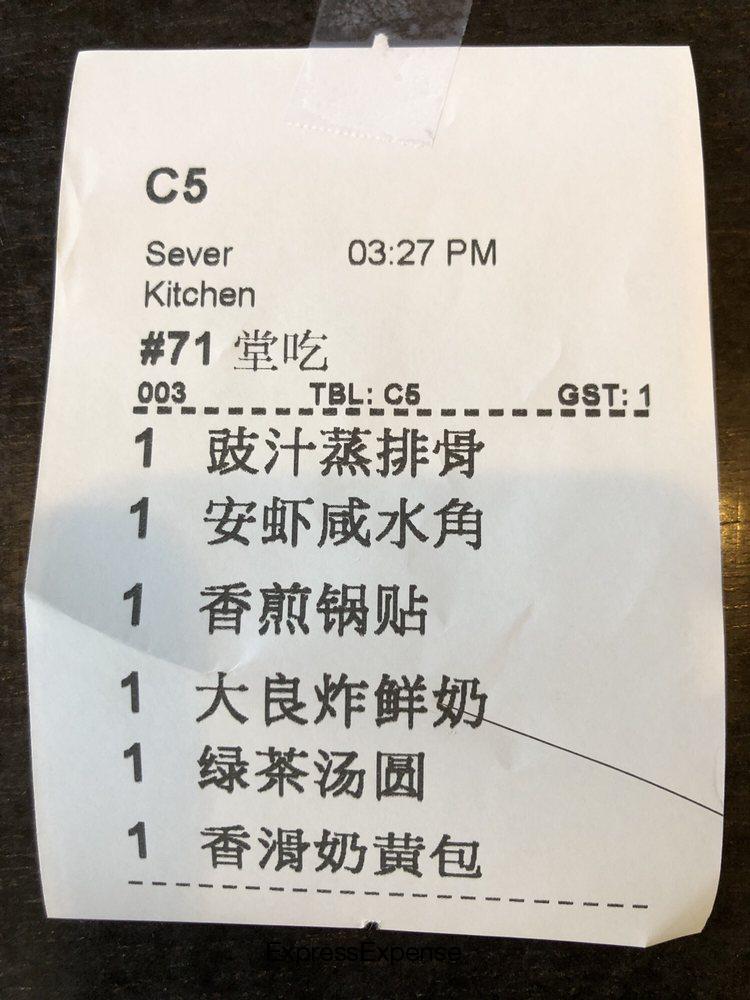 C5
Sever 03:27 PM
Kitchen
#71 堂吃
003 TBL: C5 GST: 1
1 豉汁蒸排骨
1 安虾咸水角
1 香煎锅贴
1 大良炸鲜奶
1 绿茶汤圆
1 香滑奶黄包
ExpressExpense